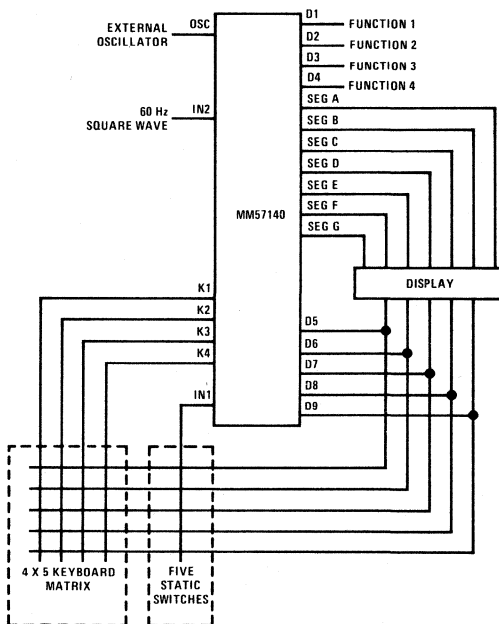 EXTERNAL
OSCILLATOR
OSC
60 Hz
SQUARE WAVE
IN2
MM57140
D1
FUNCTION 1
D2
FUNCTION 2
D3
FUNCTION 3
D4
FUNCTION 4
SEG A
SEG B
SEG C
SEG D
SEG E
SEG F
SEG G
DISPLAY
K1
K2
K3
K4
IN1
D5
D6
D7
D8
D9
4 X 5 KEYBOARD
MATRIX
FIVE
STATIC
SWITCHES